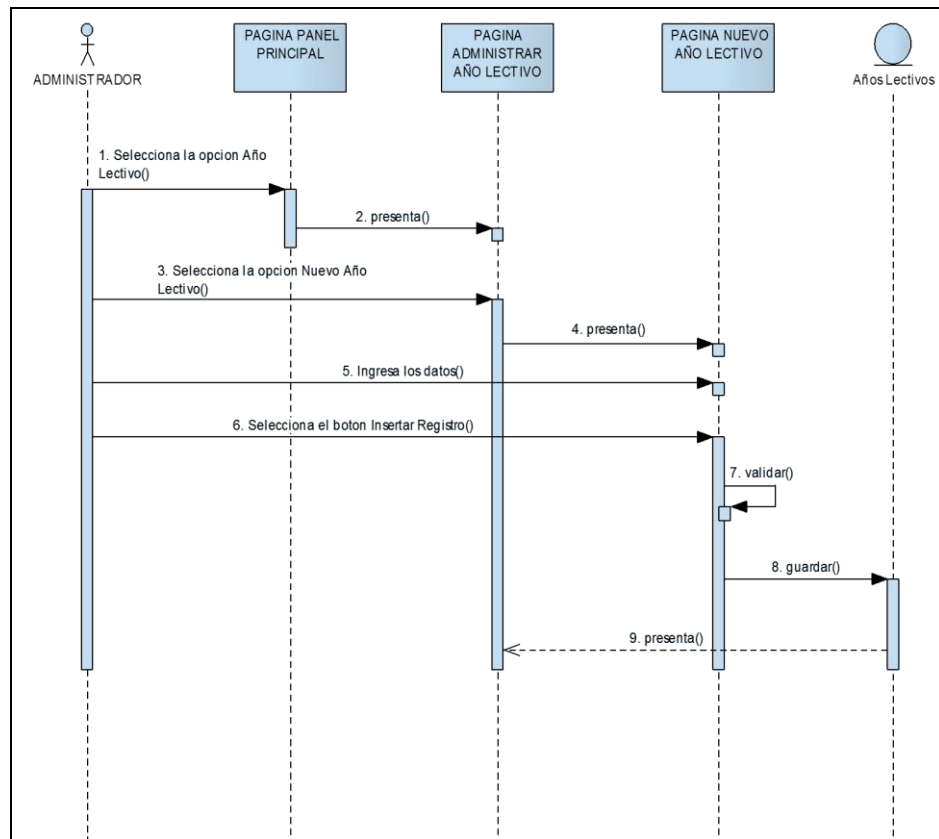 ADMINISTRADOR
PAGINA PANEL
PRINCIPAL
PAGINA
ADMINISTRAR
AÑO LECTIVO
PAGINA NUEVO
AÑO LECTIVO
Años Lectivos
1. Selecciona la opcion Año
Lectivo()
2. presenta()
3. Selecciona la opcion Nuevo Año
Lectivo()
4. presenta()
5. Ingresa los datos()
6. Selecciona el boton Insertar Registro()
7. validar()
8. guardar()
9. presenta()